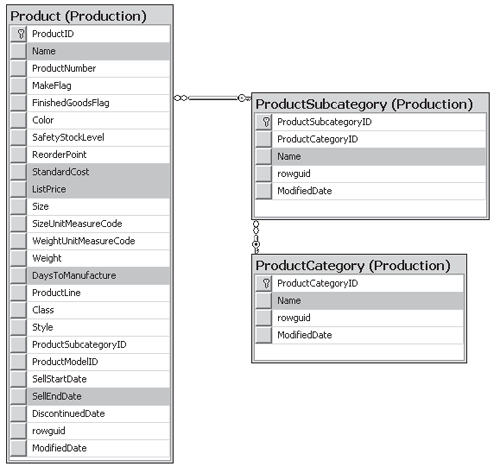 Product (Production)
ProductID
Name
ProductNumber
MakeFlag
FinishedGoodsFlag
Color
SafetyStockLevel
ReorderPoint
StandardCost
ListPrice
Size
SizeUnitMeasureCode
WeightUnitMeasureCode
Weight
DaysToManufacture
ProductLine
Class
Style
ProductSubcategoryID
ProductModelID
SellStartDate
SellEndDate
DiscontinuedDate
rowguid
ModifiedDate
ProductSubcategory (Production)
ProductSubcategoryID
ProductCategoryID
Name
rowguid
ModifiedDate
ProductCategory (Production)
ProductCategoryID
Name
rowguid
ModifiedDate